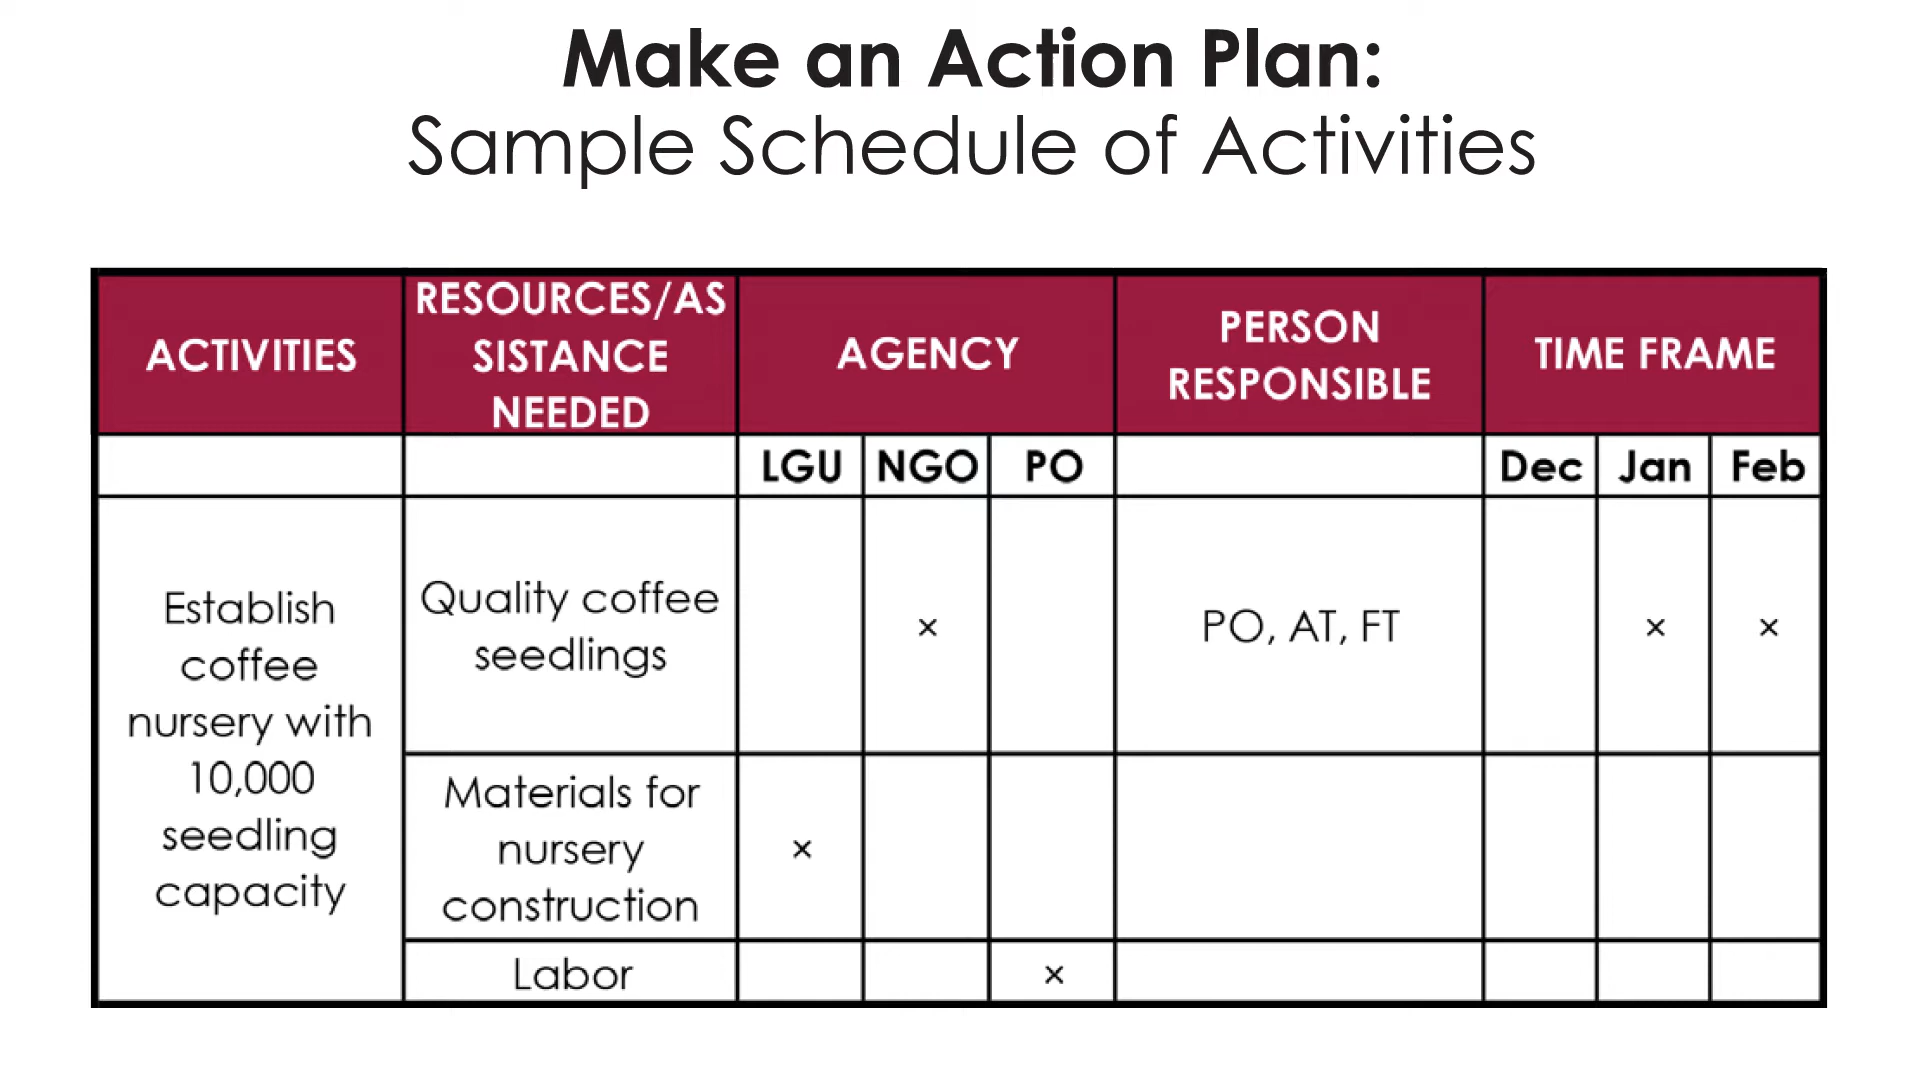 Make an Action Plan:
Sample Schedule of Activities
ACTIVITIES
RESOURCES/AS
SISTANCE
NEEDED
AGENCY
PERSON
RESPONSIBLE
TIME FRAME
LGU
NGO
PO
Dec
Jan
Feb
Establish
coffee
nursery with
10,000
seedling
capacity
Quality coffee
seedlings
×
PO, AT, FT
×
×
Materials for
nursery
construction
×
Labor
×